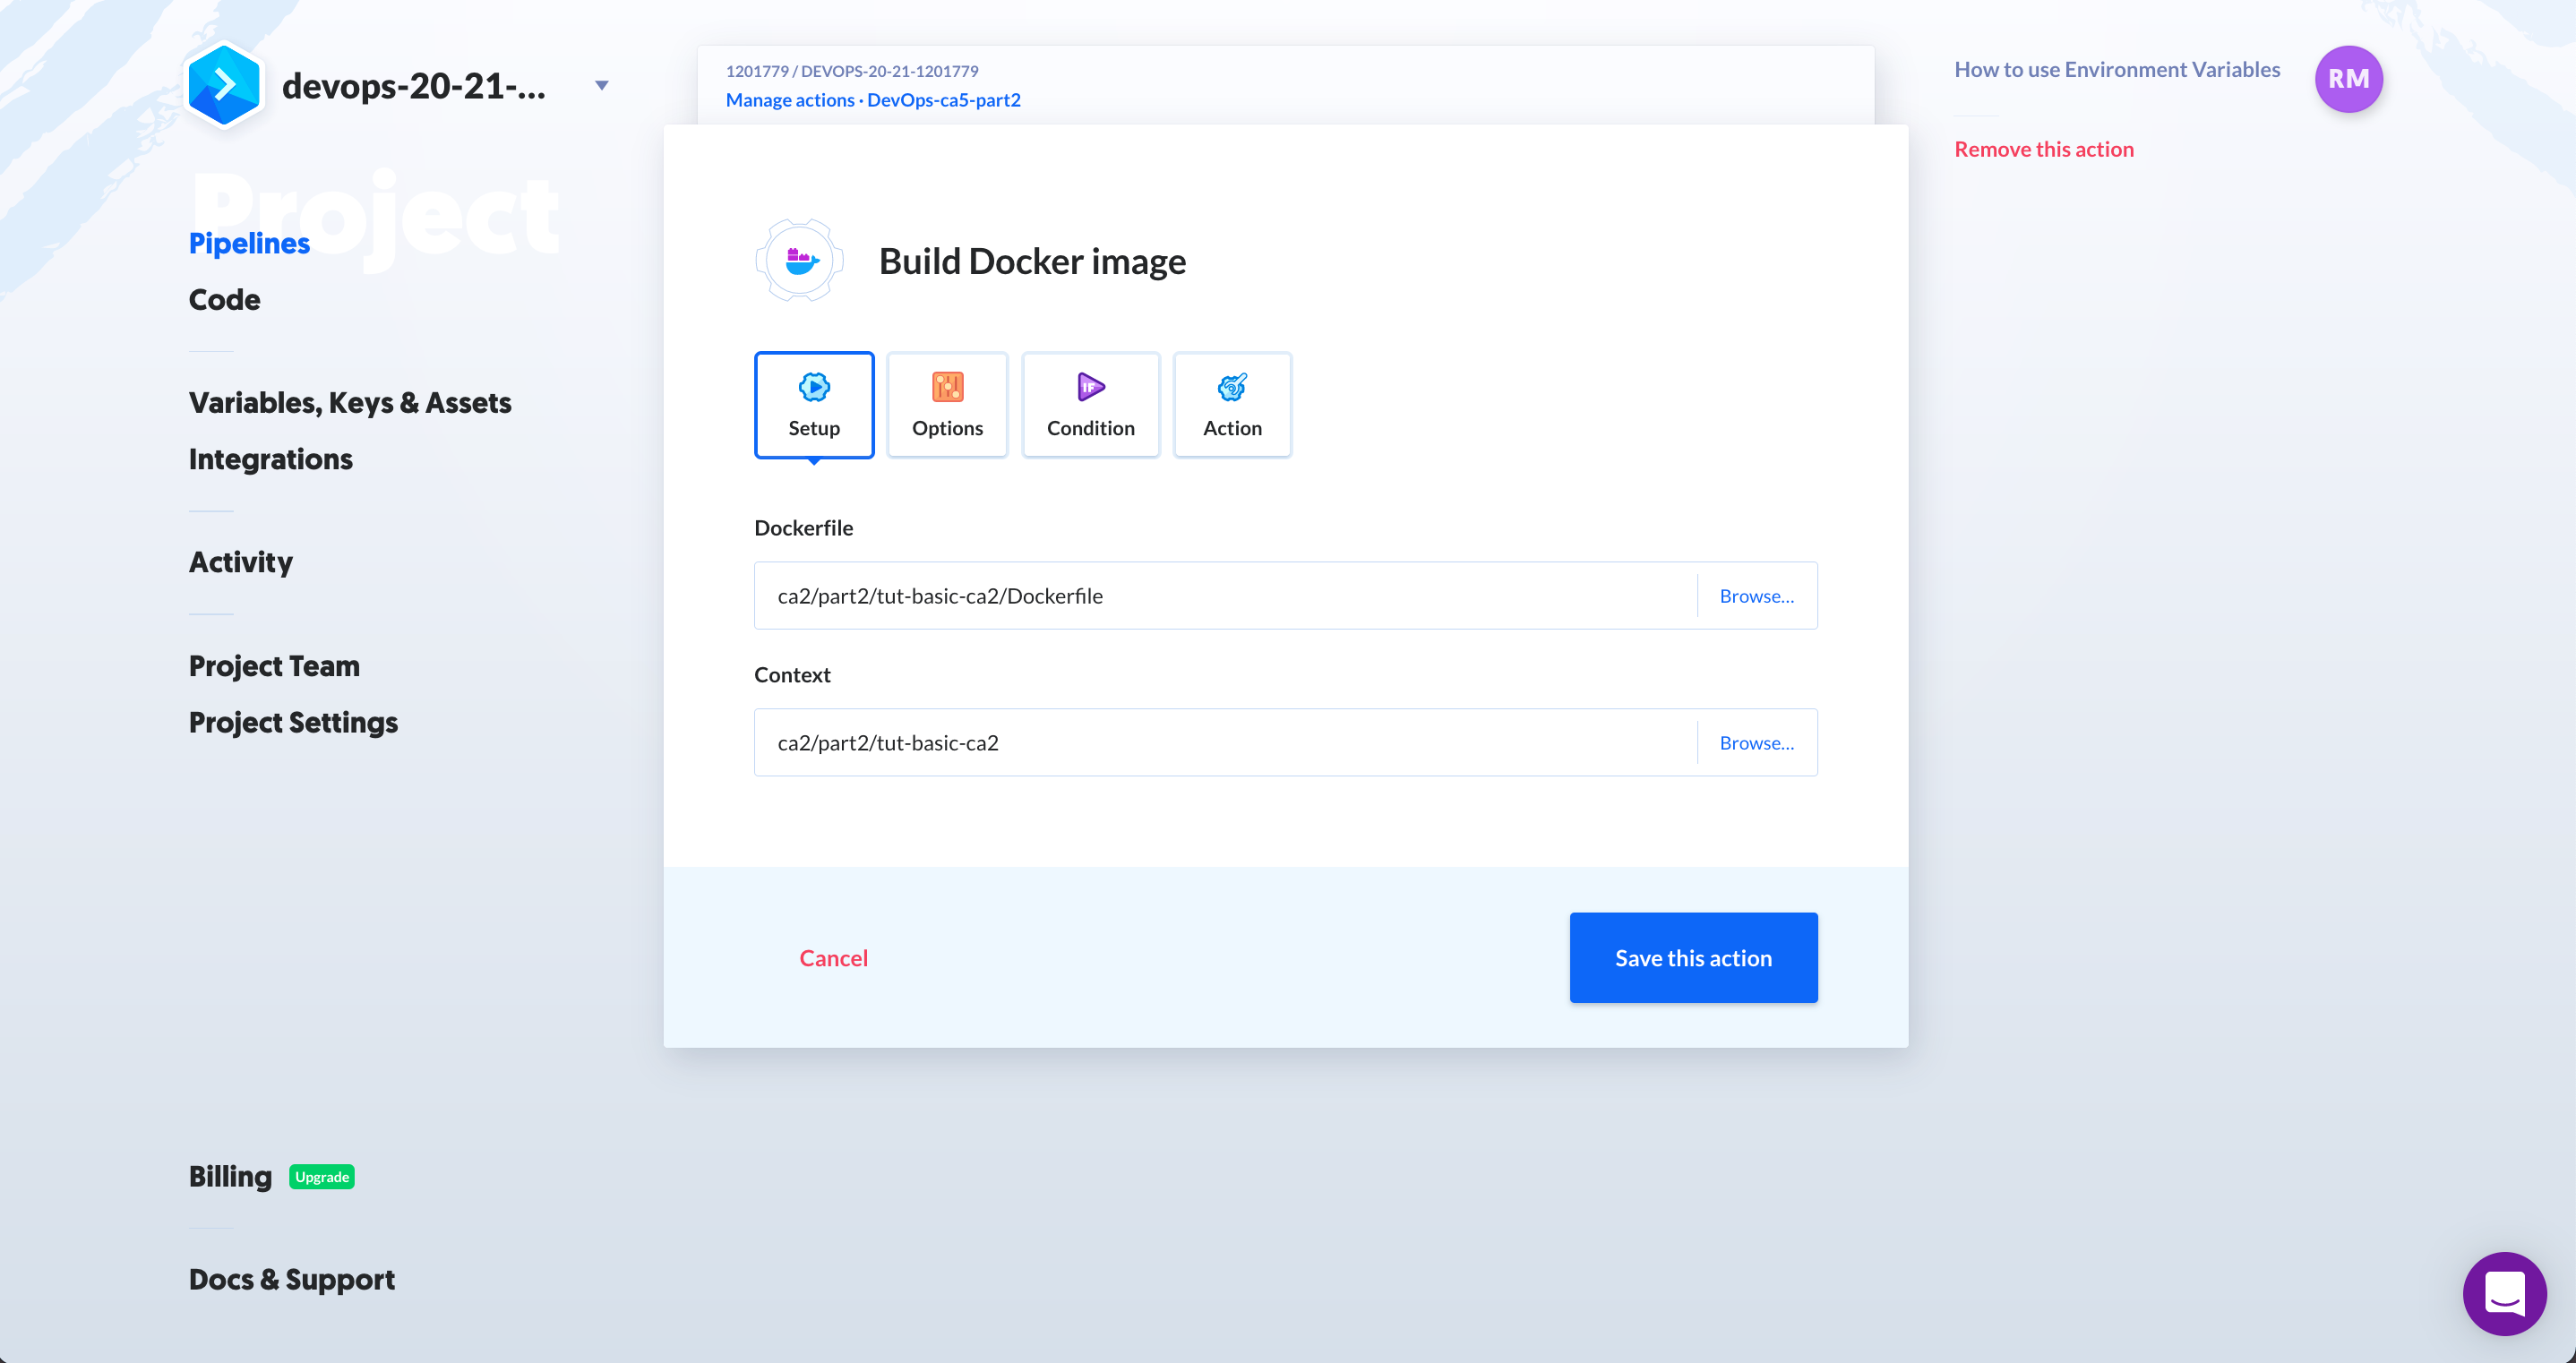 devops-20-21-...
Project
Pipelines
Code
Variables, Keys & Assets
Integrations
Activity
Project Team
Project Settings
Billing Upgrade
Docs & Support
1201779 / DEVOPS-20-21-1201779
Manage actions · DevOps-ca5-part2
Build Docker image
Setup Options IF Condition Action
Dockerfile
ca2/part2/tut-basic-ca2/Dockerfile Browse...
Context
ca2/part2/tut-basic-ca2 Browse...
Cancel Save this action
How to use Environment Variables
RM
Remove this action